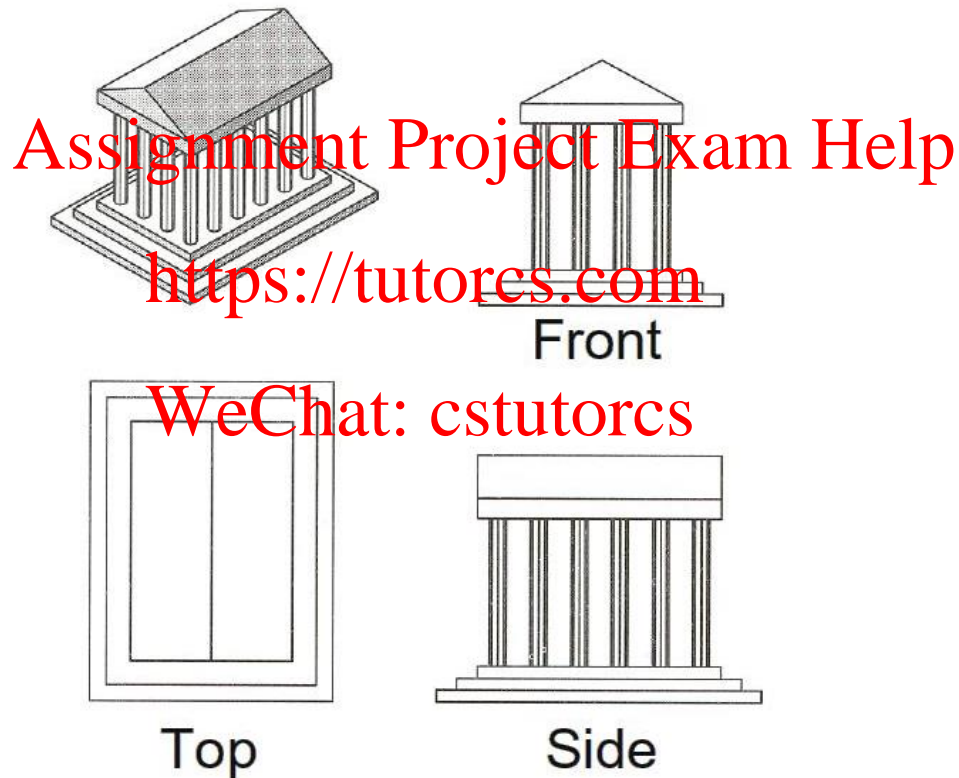 Assignment Project Exam Help
https://tutorcs.com
Front
WeChat: cstutorcs
Top
Side